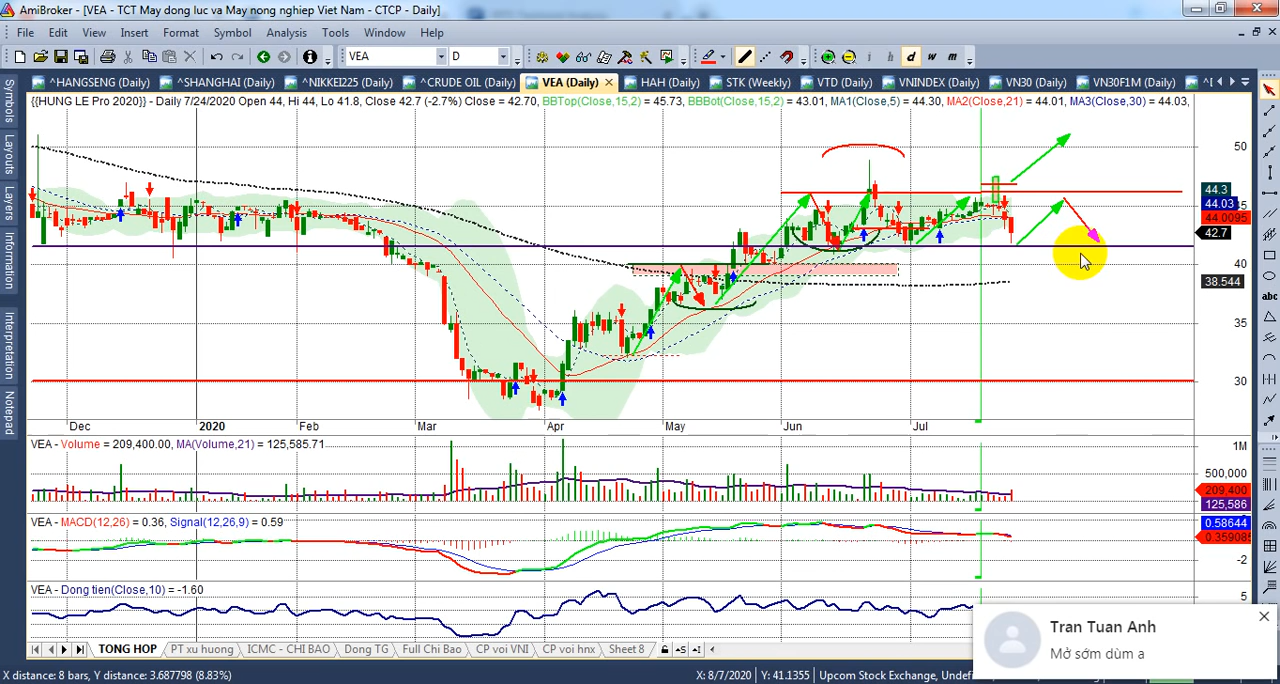 AmiBroker - [VEA - TCT May dong luc va May nong nghiep Viet Nam - CTCP - Daily]
File Edit View Insert Format Symbol Analysis Tools Window Help
VEA D i h d w m
^HANGSENG (Daily) ^SHANGHAI (Daily) ^NIKKEI225 (Daily) ^CRUDE OIL (Daily) VEA (Daily) HAH (Daily) STK (Weekly) VTD (Daily) VNINDEX (Daily) VN30 (Daily) VN30F1M (Daily)
{{HUNG LE Pro 2020}} - Daily 7/24/2020 Open 44, Hi 44, Lo 41.8, Close 42.7 (-2.7%) Close = 42.70, BBTop(Close,15,2) = 45.73, BBBot(Close,15,2) = 43.01, MA1(Close,5) = 44.30, MA2(Close,21) = 44.01, MA3(Close,30) = 44.03,
Symbols
Layouts
Layers
Information
Interpretation
Notepad
50
44.3
44.03
44.0095
42.7
40
38.544
35
30
abc
Dec 2020 Feb Mar Apr May Jun Jul
VEA - Volume = 209,400.00, MA(Volume,21) = 125,585.71
1M
500,000
209,400
125,586
VEA - MACD(12,26) = 0.36, Signal(12,26,9) = 0.59
0.58644
0.35908
-2
VEA - Dong tien(Close,10) = -1.60
5
Tran Tuan Anh
Mở sớm dùm a
TONG HOP PT xu huong ICMC - CHI BAO Dong TG Full Chi Bao CP voi VNI CP voi hnx Sheet 8
X distance: 8 bars, Y distance: 3.687788 (8.83%) X: 8/7/2020 Y: 41.1355 Upcom Stock Exchange, Undef